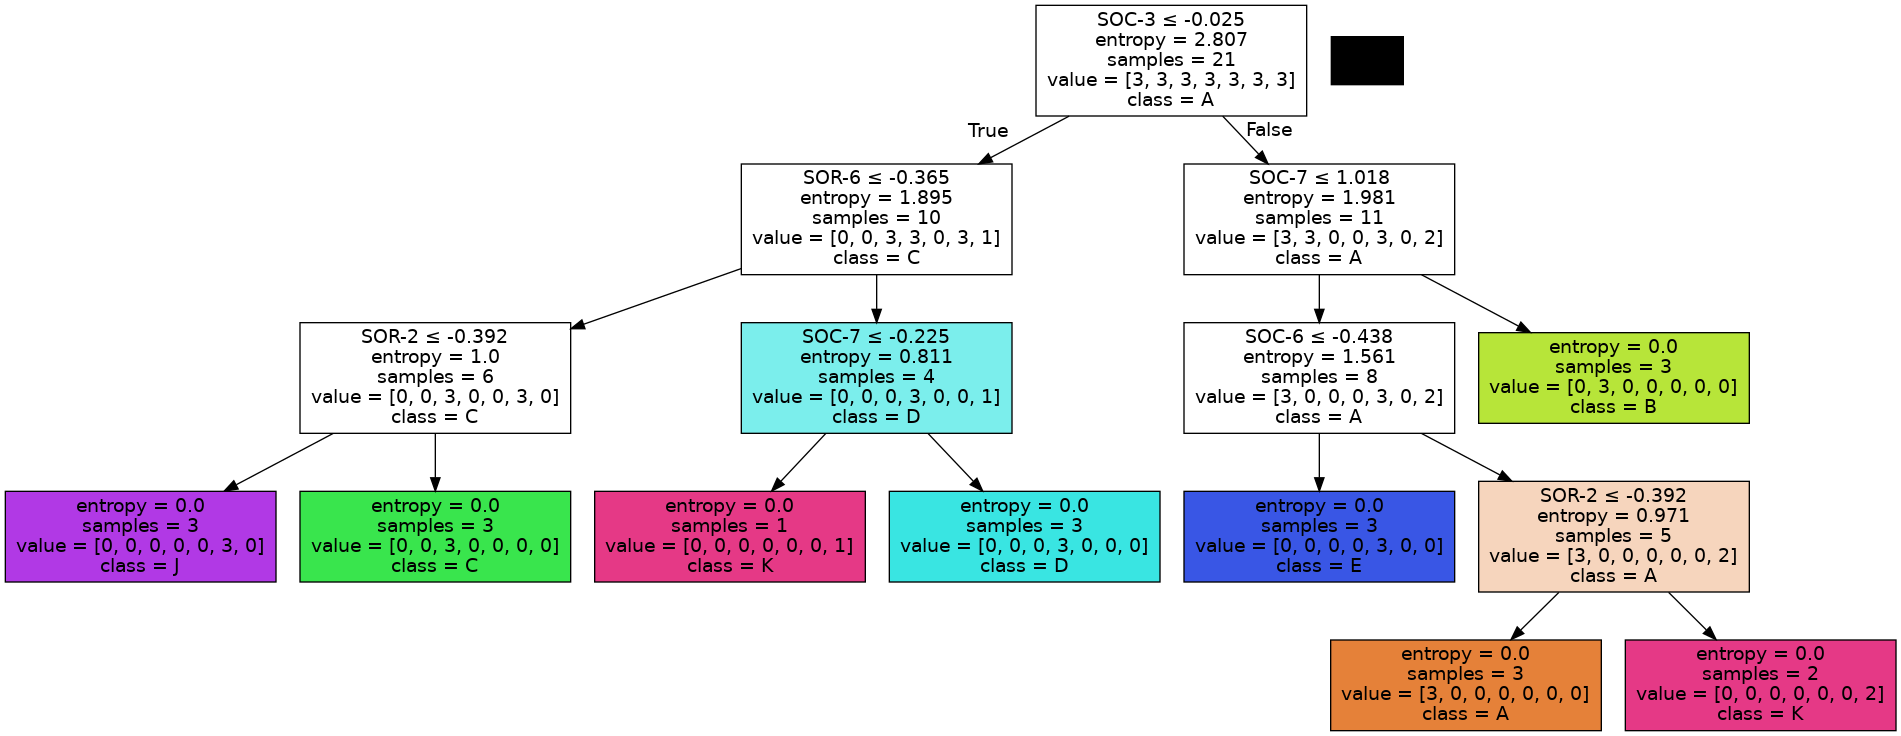 SOC-3 ≤ -0.025
entropy = 2.807
samples = 21
value = [3, 3, 3, 3, 3, 3, 3]
class = A
True
False
SOR-6 ≤ -0.365
entropy = 1.895
samples = 10
value = [0, 0, 3, 3, 0, 3, 1]
class = C
SOC-7 ≤ 1.018
entropy = 1.981
samples = 11
value = [3, 3, 0, 0, 3, 0, 2]
class = A
SOR-2 ≤ -0.392
entropy = 1.0
samples = 6
value = [0, 0, 3, 0, 0, 3, 0]
class = C
SOC-7 ≤ -0.225
entropy = 0.811
samples = 4
value = [0, 0, 0, 3, 0, 0, 1]
class = D
SOC-6 ≤ -0.438
entropy = 1.561
samples = 8
value = [3, 0, 0, 0, 3, 0, 2]
class = A
entropy = 0.0
samples = 3
value = [0, 3, 0, 0, 0, 0, 0]
class = B
entropy = 0.0
samples = 3
value = [0, 0, 0, 0, 0, 3, 0]
class = J
entropy = 0.0
samples = 3
value = [0, 0, 3, 0, 0, 0, 0]
class = C
entropy = 0.0
samples = 1
value = [0, 0, 0, 0, 0, 0, 1]
class = K
entropy = 0.0
samples = 3
value = [0, 0, 0, 3, 0, 0, 0]
class = D
entropy = 0.0
samples = 3
value = [0, 0, 0, 0, 3, 0, 0]
class = E
SOR-2 ≤ -0.392
entropy = 0.971
samples = 5
value = [3, 0, 0, 0, 0, 0, 2]
class = A
entropy = 0.0
samples = 3
value = [3, 0, 0, 0, 0, 0, 0]
class = A
entropy = 0.0
samples = 2
value = [0, 0, 0, 0, 0, 0, 2]
class = K